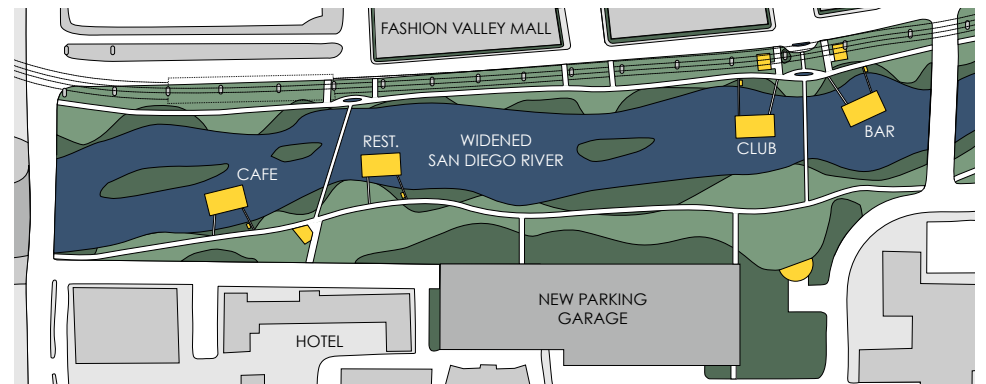 FASHION VALLEY MALL
REST.
WIDENED
SAN DIEGO RIVER
CLUB
BAR
CAFE
NEW PARKING
GARAGE
HOTEL